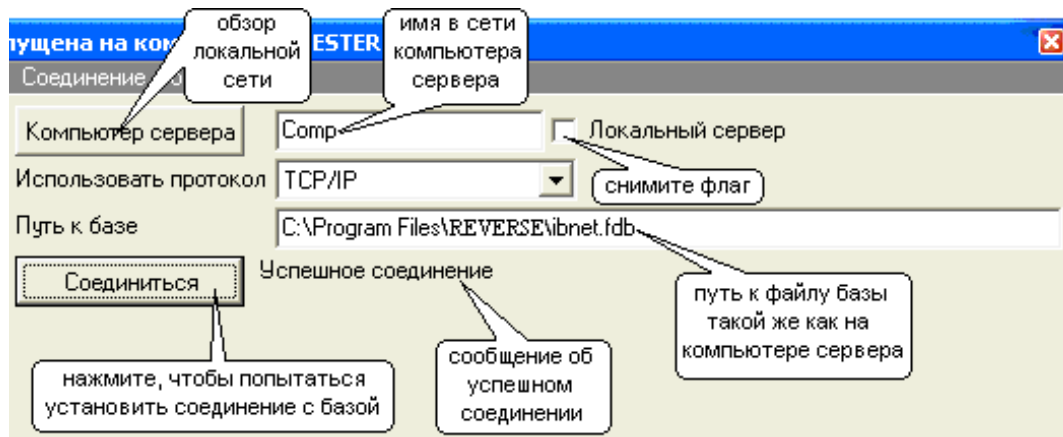 обзор
локальной
сети
имя в сети
компьютера
сервера
пущена на ESTER
Соединение
Компьютер сервера
Comp
Локальный сервер
Использовать протокол
TCP/IP
снимите флаг
Путь к базе
C:\Program Files\REVERSE\ibnet.fdb
Соединиться
Успешное соединение
путь к файлу базы
такой же как на
компьютере сервера
сообщение об
успешном
соединении
нажмите, чтобы попытаться
установить соединение с базой